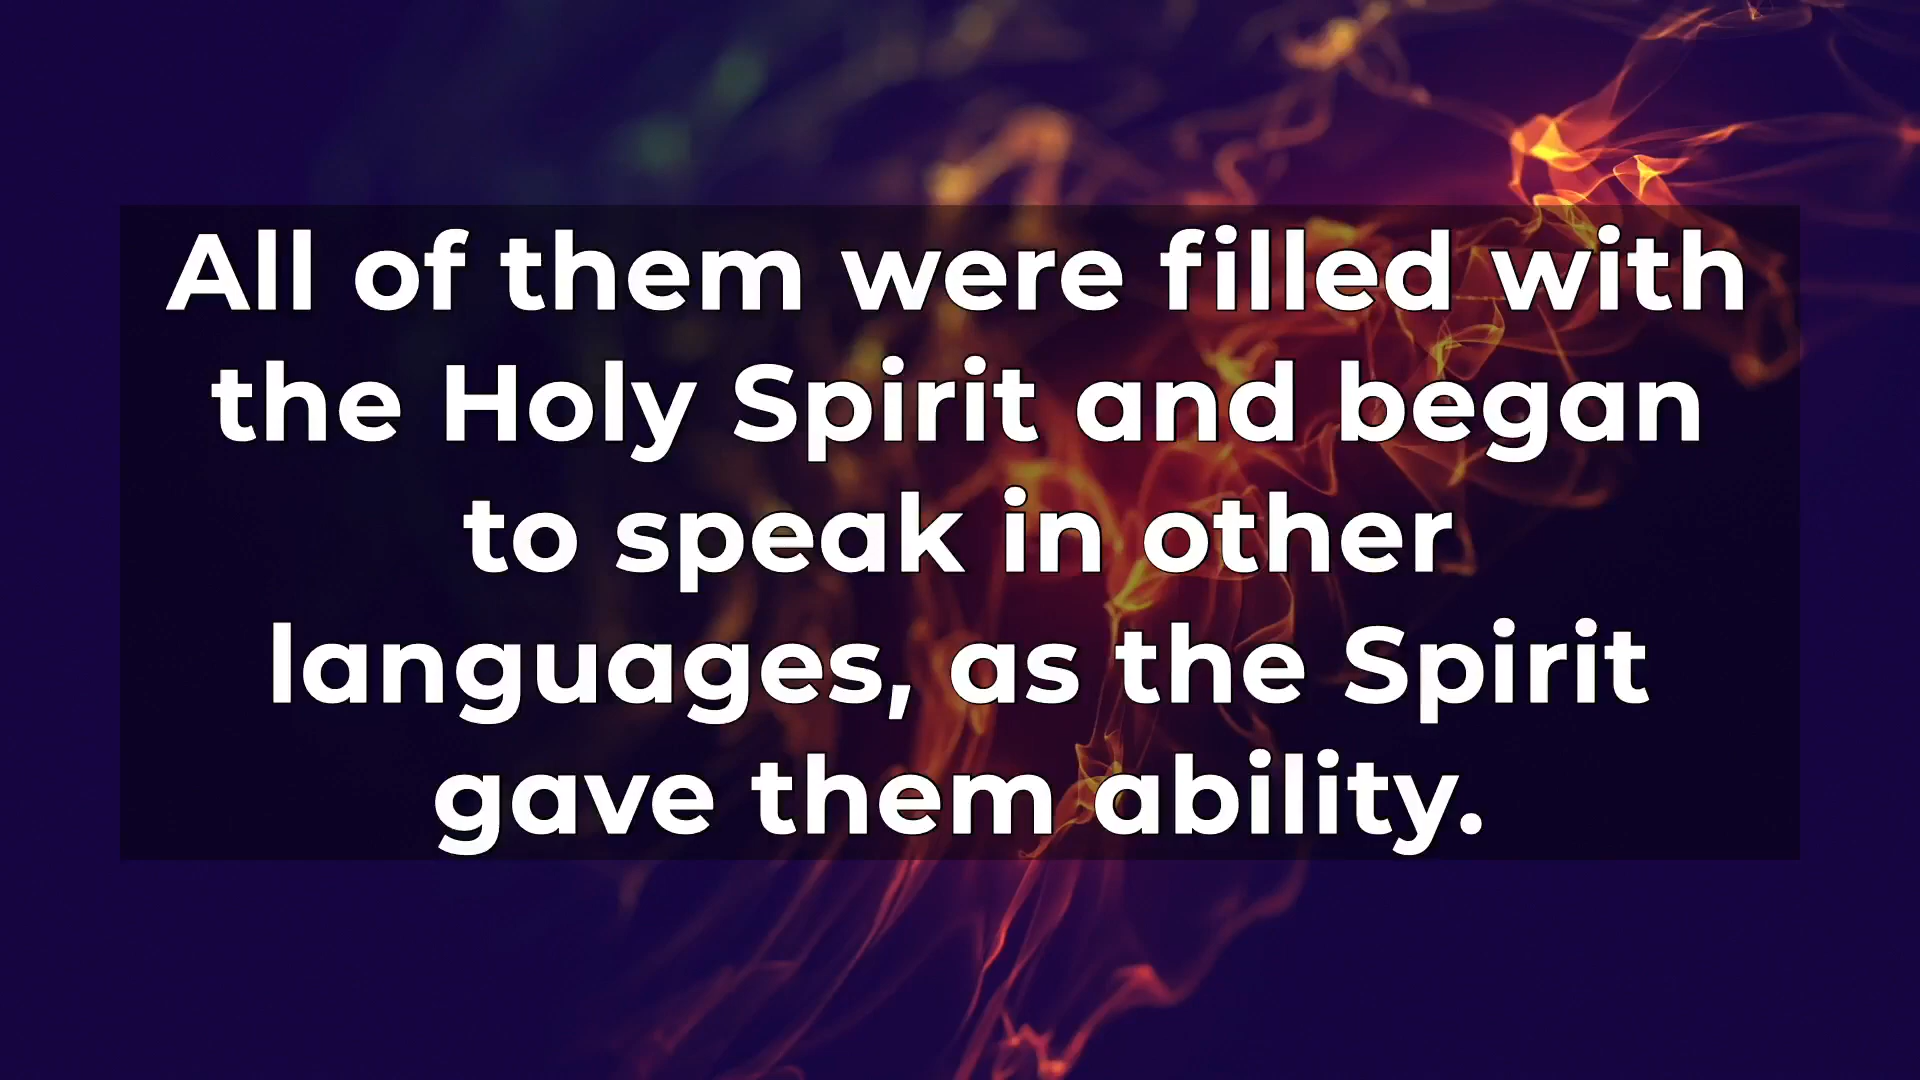 All of them were filled with
the Holy Spirit and began
to speak in other
languages, as the Spirit
gave them ability.